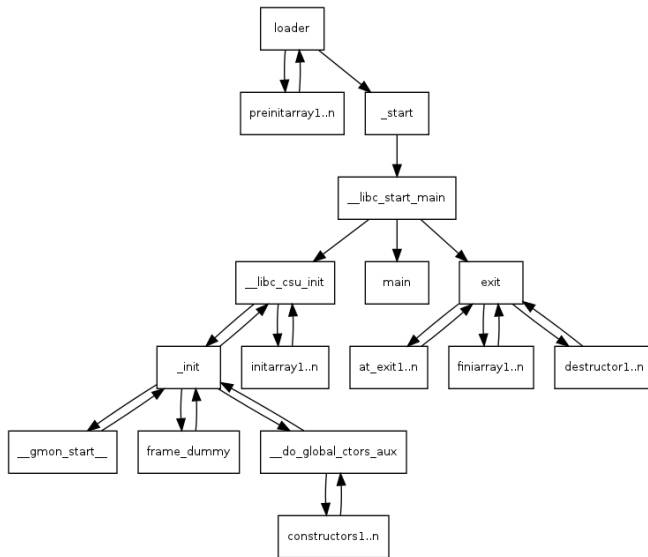 loader
preinitarray1..n
_start
__libc_start_main
__libc_csu_init
main
exit
_init
initarray1..n
at_exit1..n
finiarray1..n
destructor1..n
__gmon_start__
frame_dummy
__do_global_ctors_aux
constructors1..n